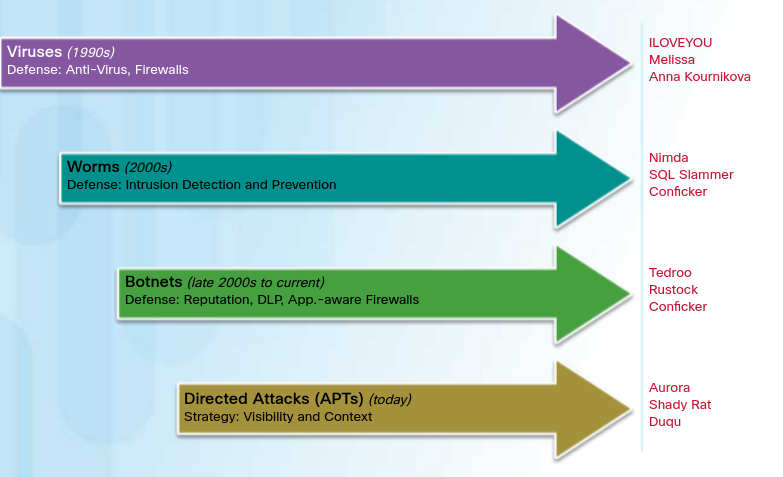 Viruses (1990s)
Defense: Anti-Virus, Firewalls
ILOVEYOU
Melissa
Anna Kournikova
Worms (2000s)
Defense: Intrusion Detection and Prevention
Nimda
SQL Slammer
Conficker
Botnets (late 2000s to current)
Defense: Reputation, DLP, App.-aware Firewalls
Tedroo
Rustock
Conficker
Directed Attacks (APTs) (today)
Strategy: Visibility and Context
Aurora
Shady Rat
Duqu